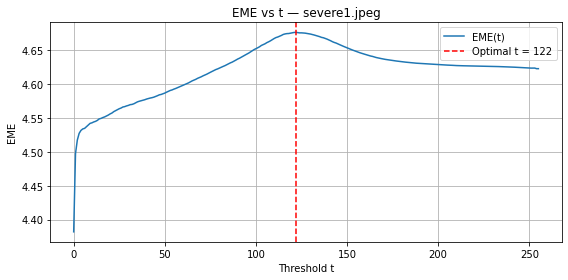 EME vs t — severe1.jpeg
EME(t)
Optimal t = 122
4.65
4.60
4.55
4.50
4.45
4.40
EME
0 50 100 150 200 250
Threshold t